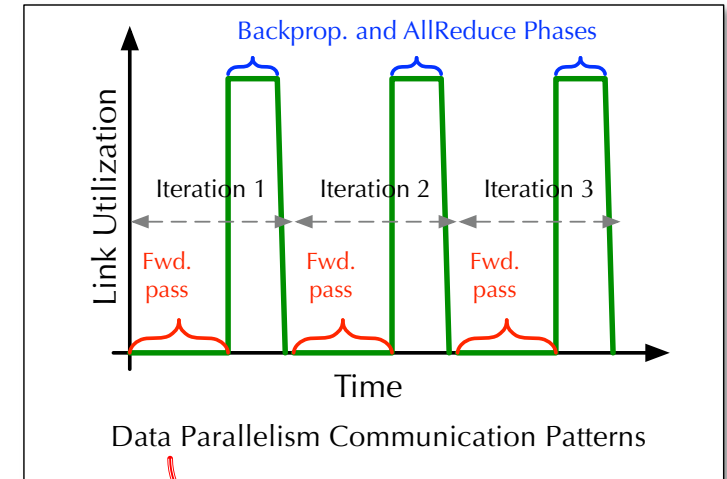 Backprop. and AllReduce Phases
Link Utilization
Iteration 1
Iteration 2
Iteration 3
Fwd.
pass
Fwd.
pass
Fwd.
pass
Time
Data Parallelism Communication Patterns